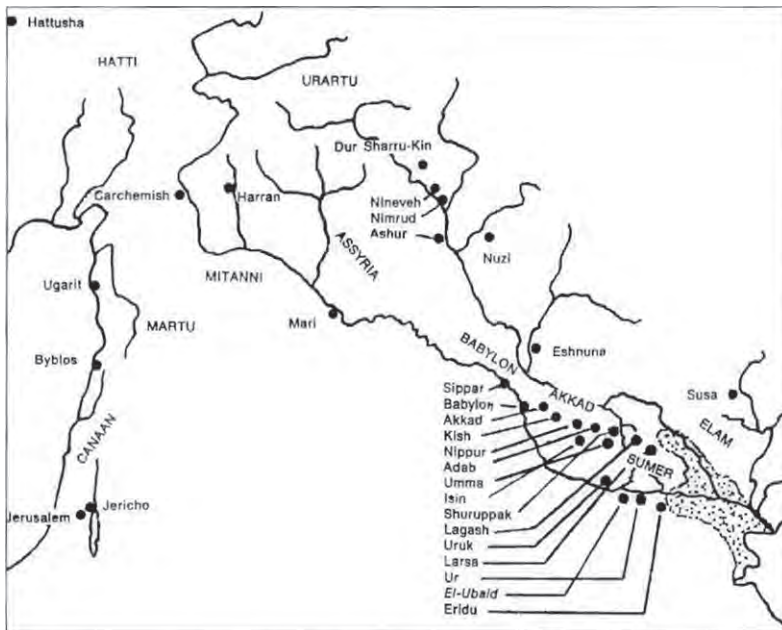 Hattusha
HATTI
URARTU
Dur Sharru-Kin
Carchemish
Harran
Nineveh
Nimrud
Ashur
ASSYRIA
Nuzi
MITANNI
Ugarit
MARTU
Mari
Byblos
BABYLON
Eshnuna
AKKAD
Susa
ELAM
CANAAN
Sippar
Babylon
Akkad
Kish
Nippur
Adab
Umma
Isin
Shuruppak
Lagash
Uruk
Larsa
Ur
El-Ubaid
Eridu
SUMER
Jericho
Jerusalem